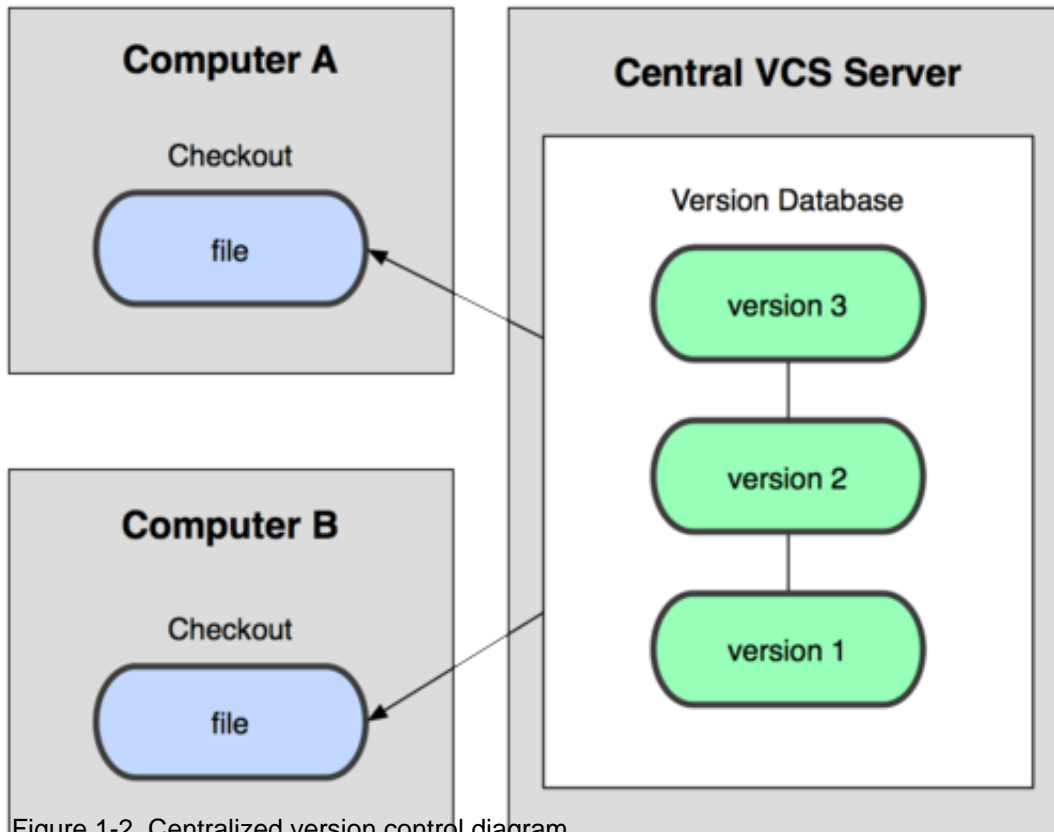 Computer A
Checkout
file
Computer B
Checkout
file
Central VCS Server
Version Database
version 3
version 2
version 1
Figure 1-2. Centralized version control diagram